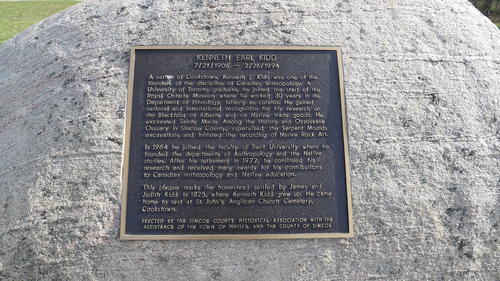 KENNETH EARL KIDD
7/21/1906 - 2/26/1994
A native of Cookstown, Kenneth E. Kidd was one of the
founders of the discipline of Canadian anthropology. A
University of Toronto graduate, he joined the staff of the
Royal Ontario Museum where he worked 30 years in the
Department of Ethnology, latterly as curator. He gained
national and international recognition for his research on
the Blackfoot of Alberta and on Native trade goods. He
excavated Sainte Marie Among the Hurons and Ossossane
Ossuary in Simcoe County, supervised the Serpent Mounds
excavations and initiated the recording of Native Rock Art.
In 1964 he joined the faculty of Trent University where he
founded the departments of Anthropology and the Native
studies. After his retirement in 1972, he continued his
research and received many awards for his contributions
to Canadian anthropology and Native education.
This plaque marks the homestead settled by James and
Judith Kidd in 1825, where Kenneth Kidd grew up. He came
home to rest at St. John's Anglican Church Cemetery,
Cookstown.
ERECTED BY THE SIMCOE COUNTY HISTORICAL ASSOCIATION WITH THE
ASSISTANCE OF THE TOWN OF INNISFIL AND THE COUNTY OF SIMCOE